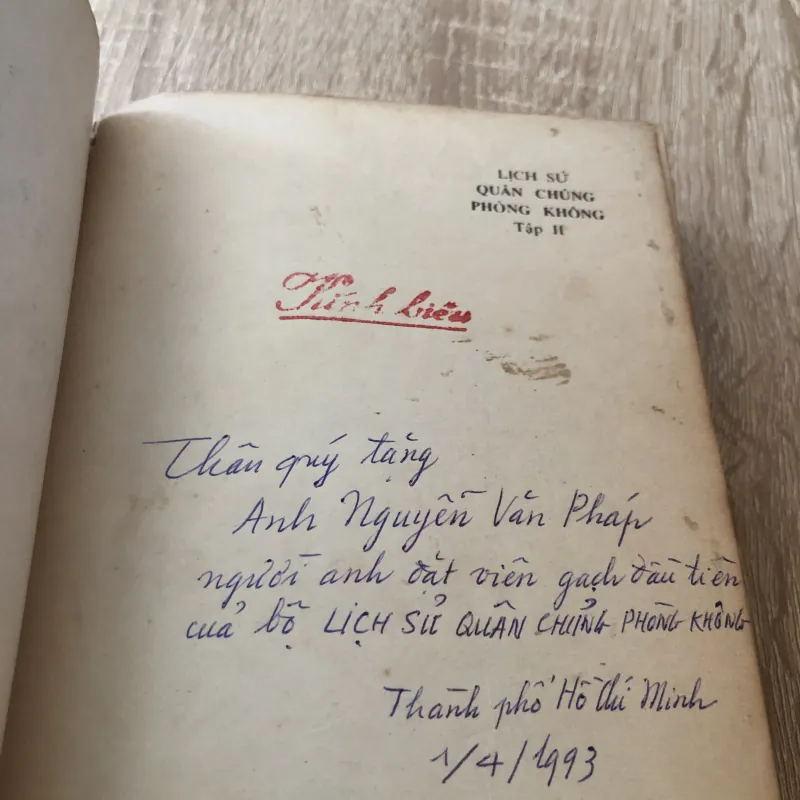 LỊCH SỬ
QUÂN CHỦNG
PHÒNG KHÔNG
Tập II
Kính biếu
Thân quý tặng
Anh Nguyễn Văn Pháp
người anh đặt viên gạch đầu tiên
của bộ LỊCH SỬ QUÂN CHỦNG PHÒNG KHÔNG
Thành phố Hồ Chí Minh
1/4/1993